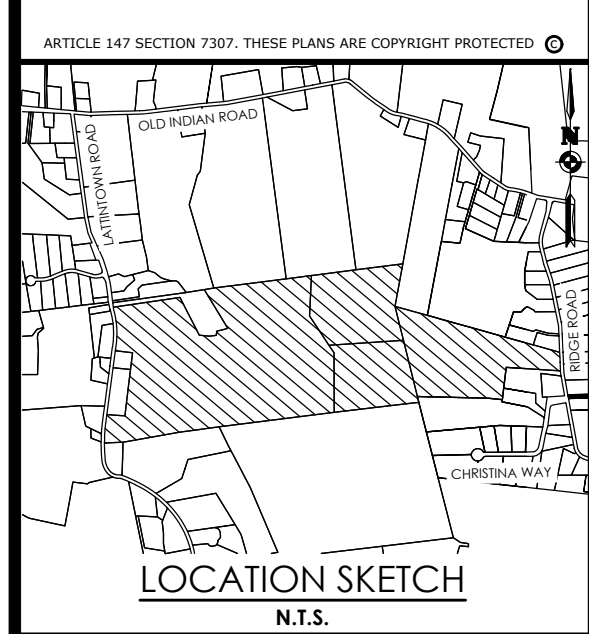 ARTICLE 147 SECTION 7307. THESE PLANS ARE COPYRIGHT PROTECTED ©
OLD INDIAN ROAD
LATTINTOWN ROAD
N
RIDGE ROAD
CHRISTINA WAY
LOCATION SKETCH
N.T.S.